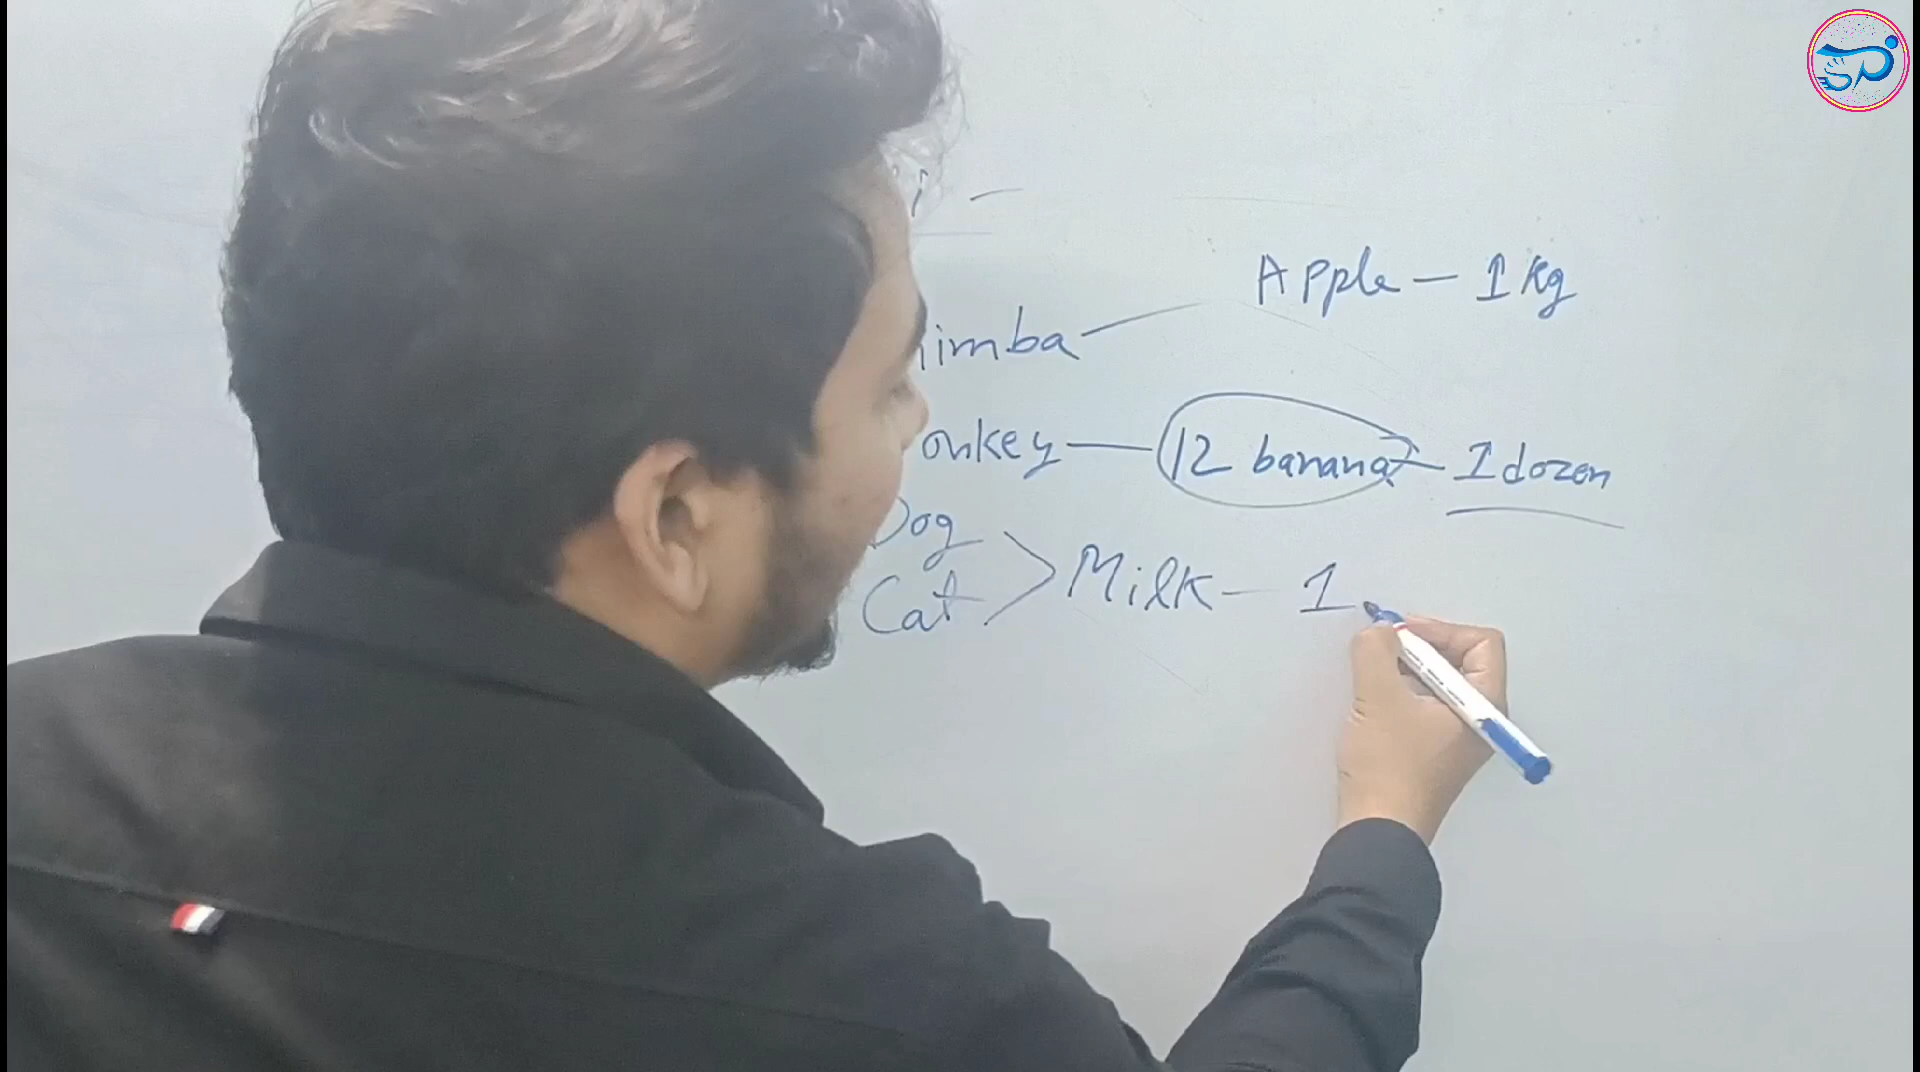 Apple - 1 kg
imba
onkey - 12 bananas - 1 dozen
Dog
Cat > Milk - 1